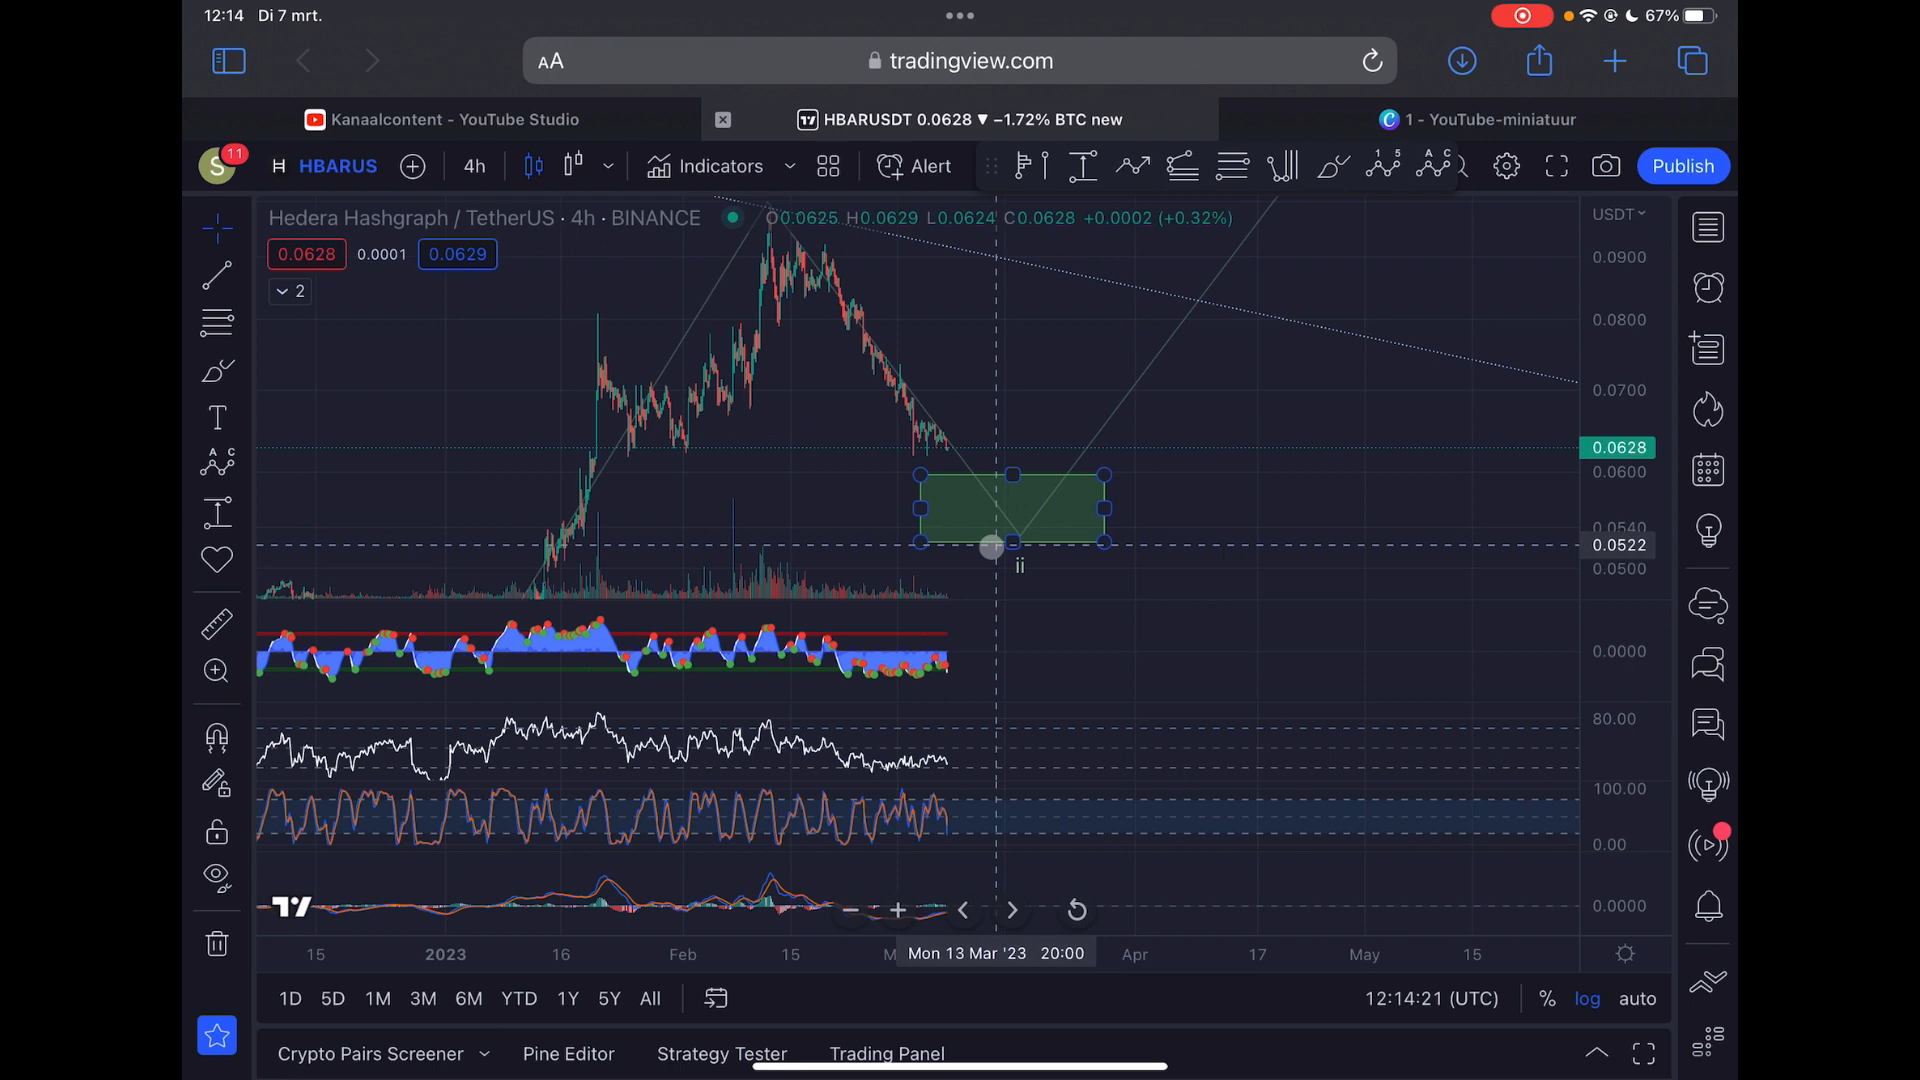 12:14 Di 7 mrt.
67%
AA
tradingview.com
Kanaalcontent - YouTube Studio
HBARUSDT 0.0628 ▼ −1.72% BTC new
1 - YouTube-miniatuur
S
11
H HBARUS
4h
Indicators
Alert
1 5
A C
Publish
Hedera Hashgraph / TetherUS · 4h · BINANCE
O0.0625 H0.0629 L0.0624 C0.0628 +0.0002 (+0.32%)
USDT
0.0628
0.0001
0.0629
2
0.0900
0.0800
0.0700
0.0628
0.0600
0.0540
0.0522
0.0500
ii
T
A C
0.0000
80.00
100.00
0.00
0.0000
15
2023
16
Feb
15
M
Mon 13 Mar '23 20:00
Apr
17
May
15
1D 5D 1M 3M 6M YTD 1Y 5Y All
12:14:21 (UTC)
% log auto
Crypto Pairs Screener
Pine Editor
Strategy Tester
Trading Panel